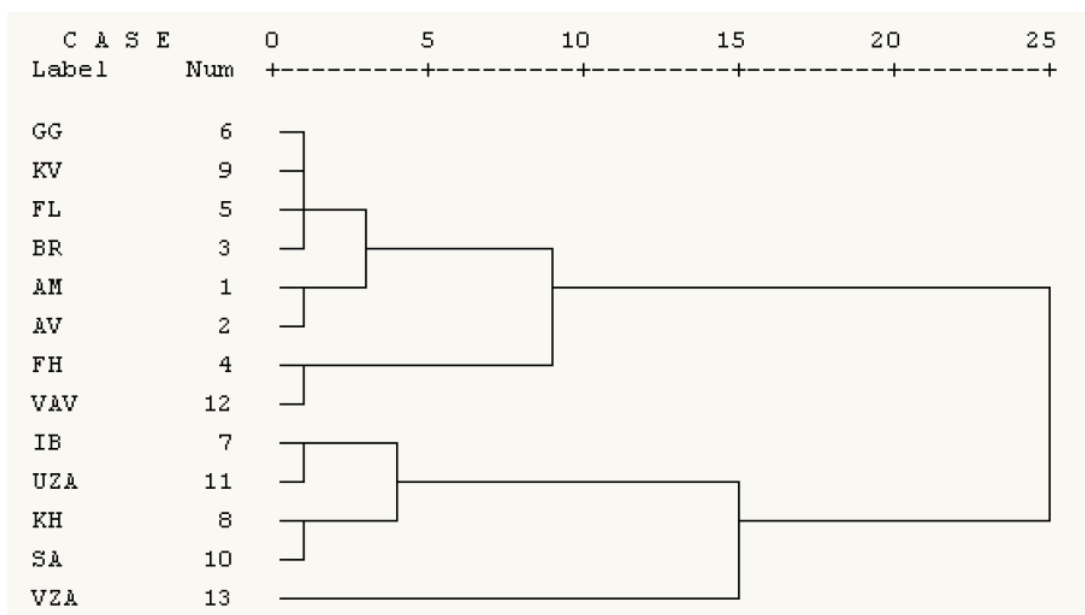 C A S E 0 5 10 15 20 25
Label Num +---------+---------+---------+---------+---------+
GG 6
KV 9
FL 5
BR 3
AM 1
AV 2
FH 4
VAV 12
IB 7
UZA 11
KH 8
SA 10
VZA 13